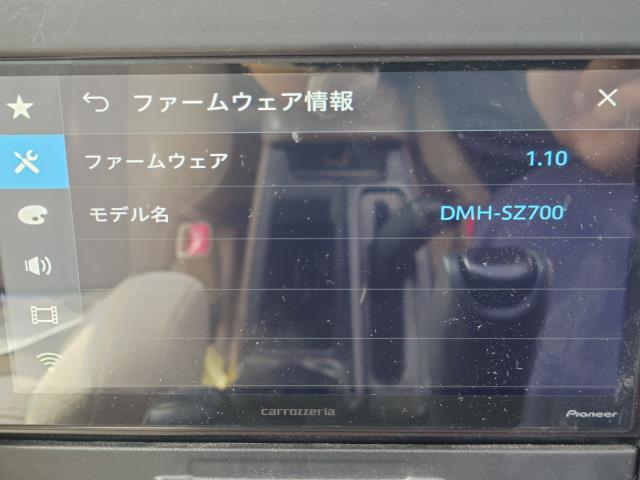 ファームウェア情報
ファームウェア 1.10
モデル名 DMH-SZ700
carrozzeria
Pioneer